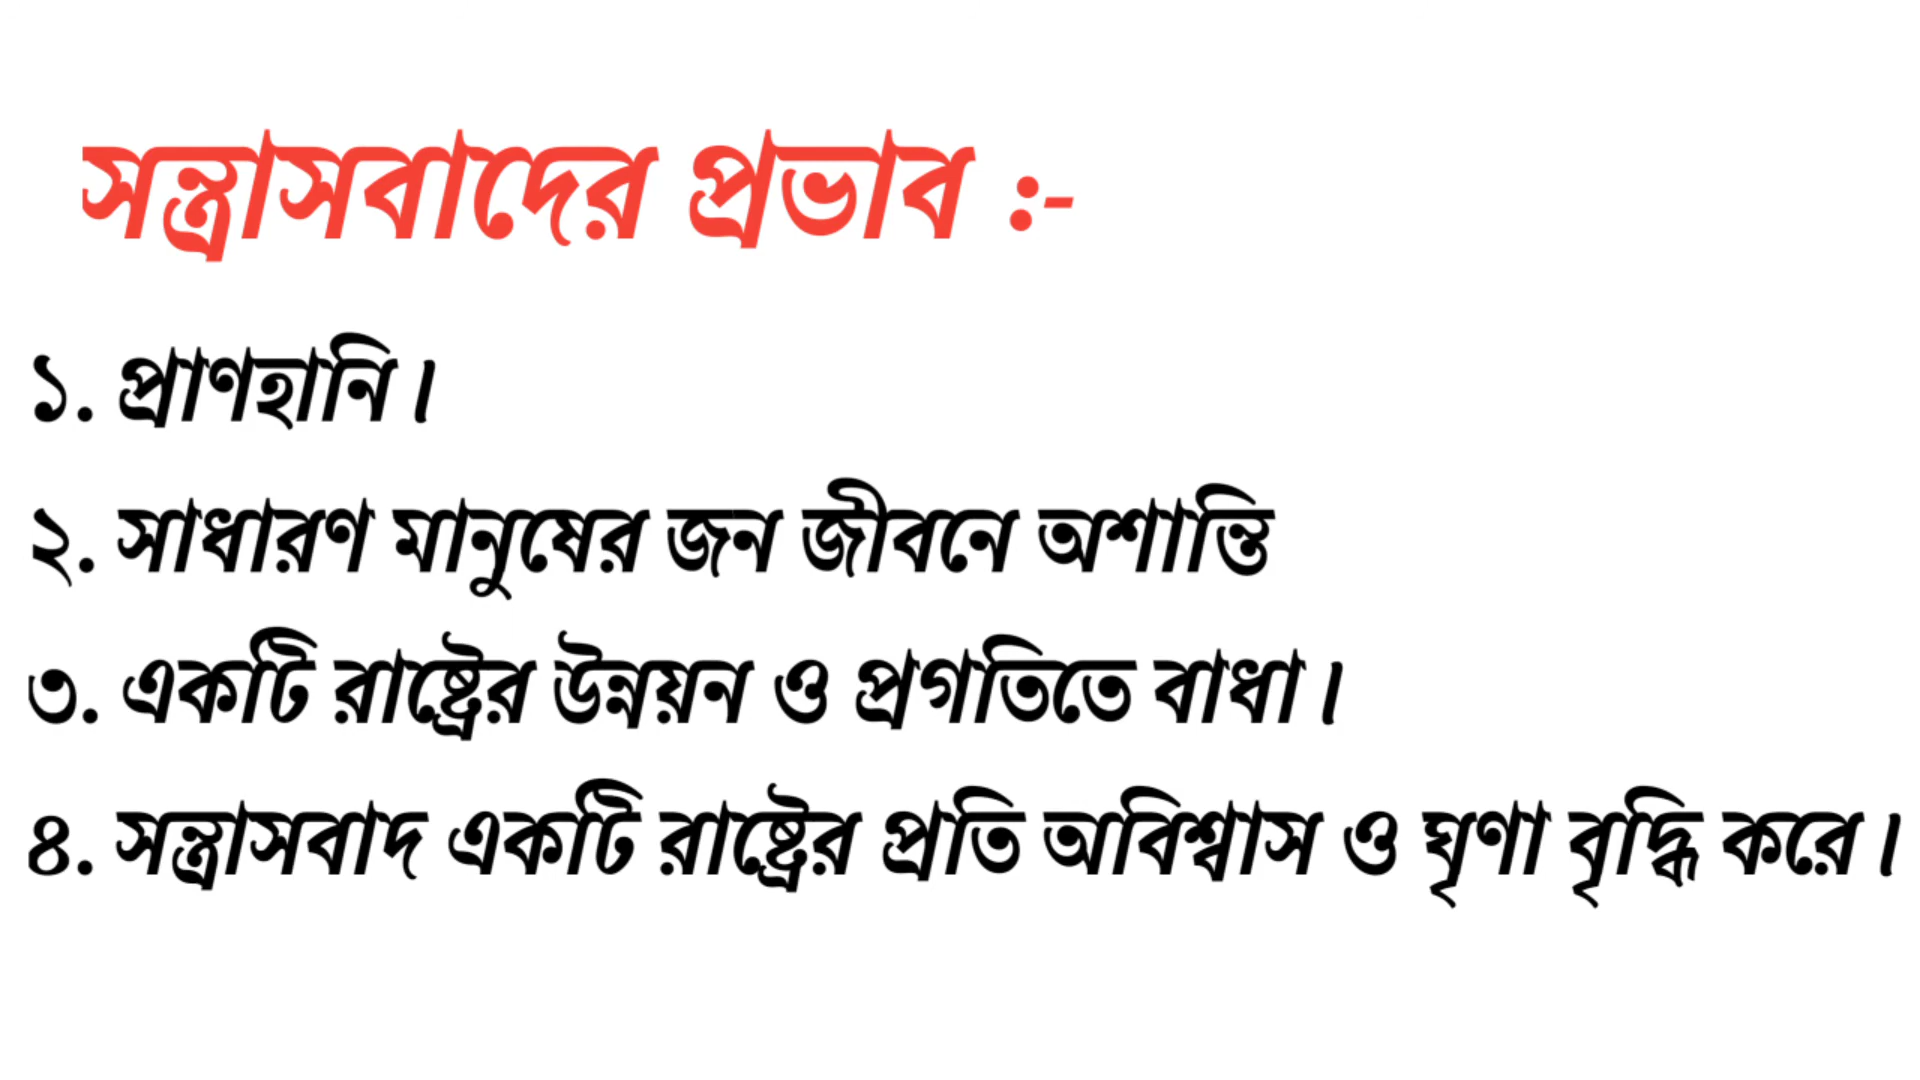 সন্ত্রাসবাদের প্রভাব :-
১. প্রাণহানি।
২. সাধারণ মানুষের জন জীবনে অশান্তি
৩. একটি রাষ্ট্রের উন্নয়ন ও প্রগতিতে বাধা।
৪. সন্ত্রাসবাদ একটি রাষ্ট্রের প্রতি অবিশ্বাস ও ঘৃণা বৃদ্ধি করে।